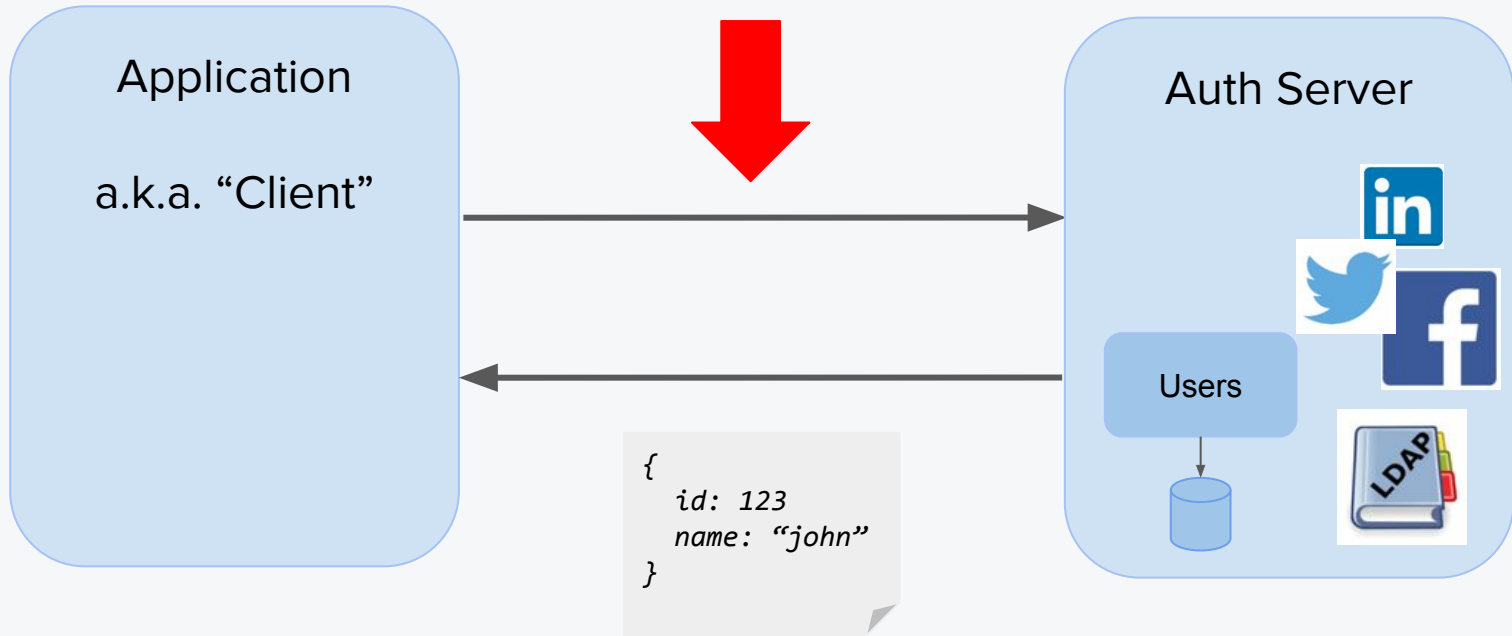 Application
a.k.a. “Client”
Auth Server
in
f
Users
LDAP
{
id: 123
name: “john”
}